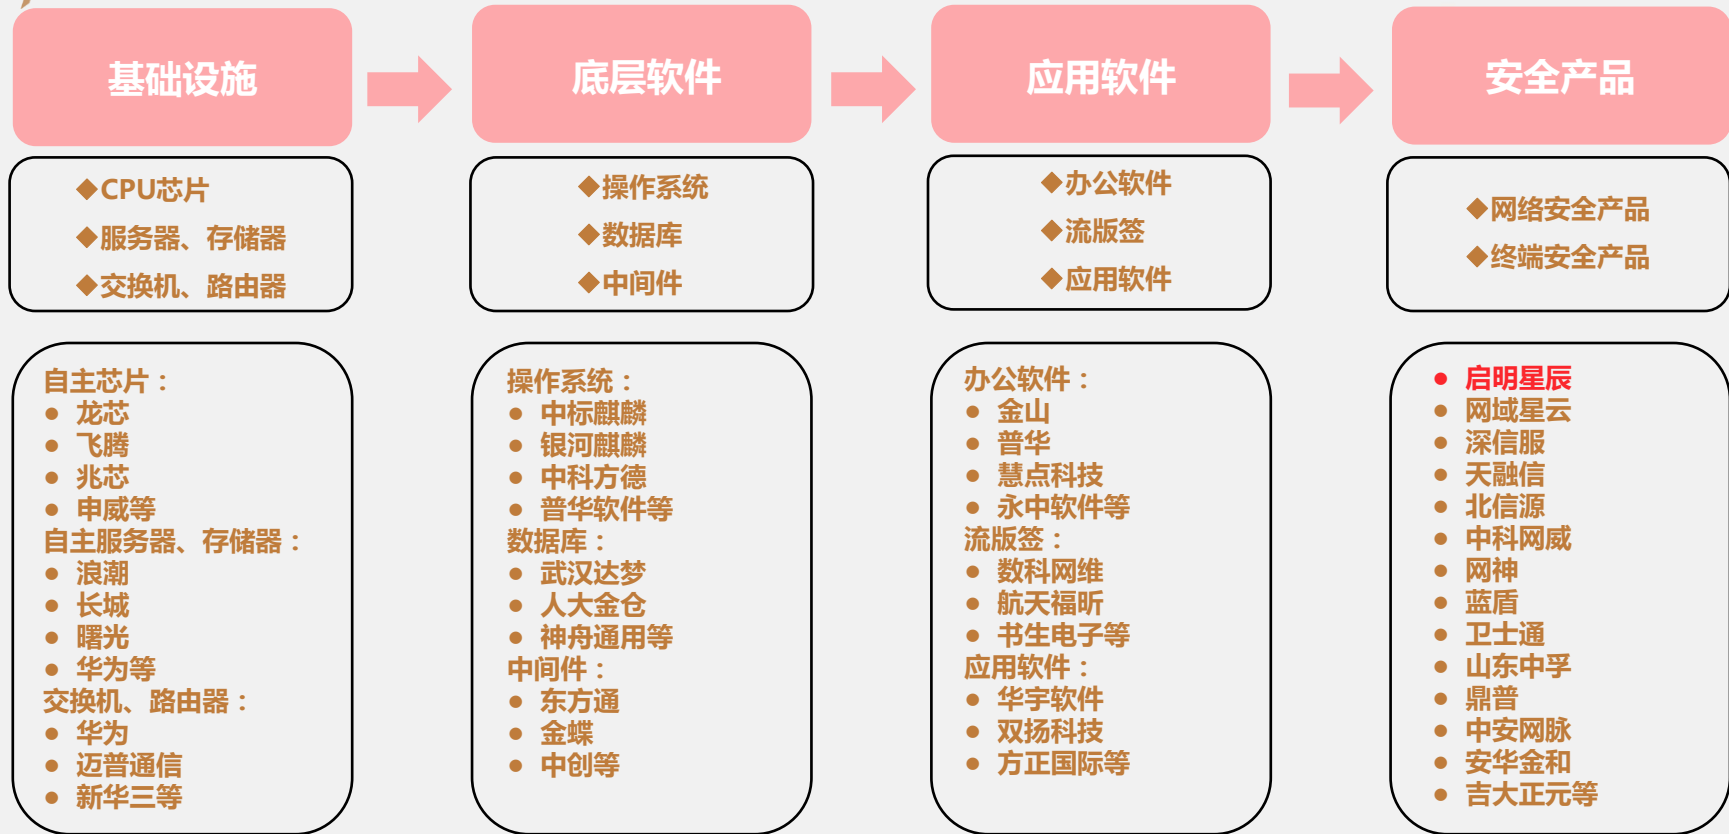 基础设施
◆CPU芯片
◆服务器、存储器
◆交换机、路由器
自主芯片：
● 龙芯
● 飞腾
● 兆芯
● 申威等
自主服务器、存储器：
● 浪潮
● 长城
● 曙光
● 华为等
交换机、路由器：
● 华为
● 迈普通信
● 新华三等
底层软件
◆操作系统
◆数据库
◆中间件
操作系统：
● 中标麒麟
● 银河麒麟
● 中科方德
● 普华软件等
数据库：
● 武汉达梦
● 人大金仓
● 神舟通用等
中间件：
● 东方通
● 金蝶
● 中创等
应用软件
◆办公软件
◆流版签
◆应用软件
办公软件：
● 金山
● 普华
● 慧点科技
● 永中软件等
流版签：
● 数科网维
● 航天福昕
● 书生电子等
应用软件：
● 华宇软件
● 双扬科技
● 方正国际等
安全产品
◆网络安全产品
◆终端安全产品
● 启明星辰
● 网域星云
● 深信服
● 天融信
● 北信源
● 中科网威
● 网神
● 蓝盾
● 卫士通
● 山东中孚
● 鼎普
● 中安网脉
● 安华金和
● 吉大正元等